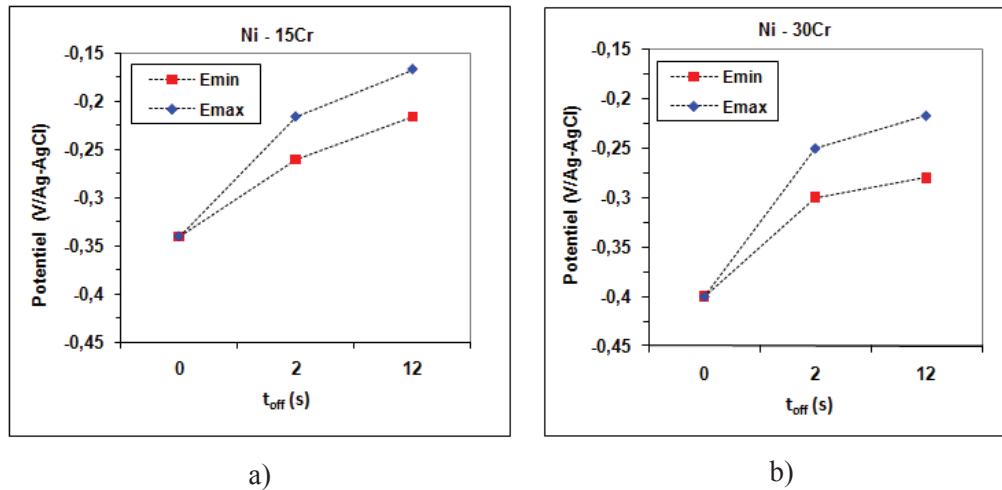 Ni - 15Cr
-0,15
-0,2
-0,25
-0,3
-0,35
-0,4
-0,45
Potentiel (V/Ag-AgCl)
Emin
Emax
0 2 12
t_off (s)
a)
Ni - 30Cr
-0,15
-0,2
-0,25
-0,3
-0,35
-0,4
-0,45
Potentiel (V/Ag-AgCl)
Emin
Emax
0 2 12
t_off (s)
b)